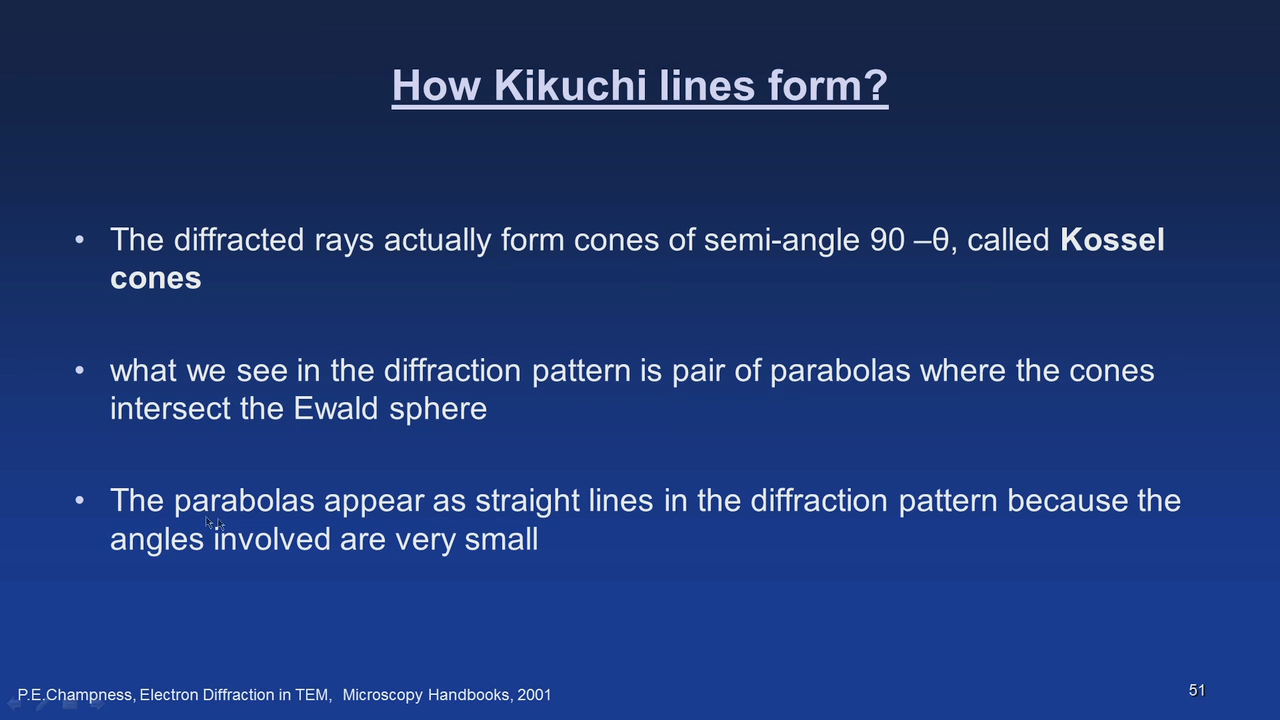 How Kikuchi lines form?
• The diffracted rays actually form cones of semi-angle 90 –θ, called Kossel
cones
• what we see in the diffraction pattern is pair of parabolas where the cones
intersect the Ewald sphere
• The parabolas appear as straight lines in the diffraction pattern because the
angles involved are very small
P.E.Champness, Electron Diffraction in TEM, Microscopy Handbooks, 2001
51